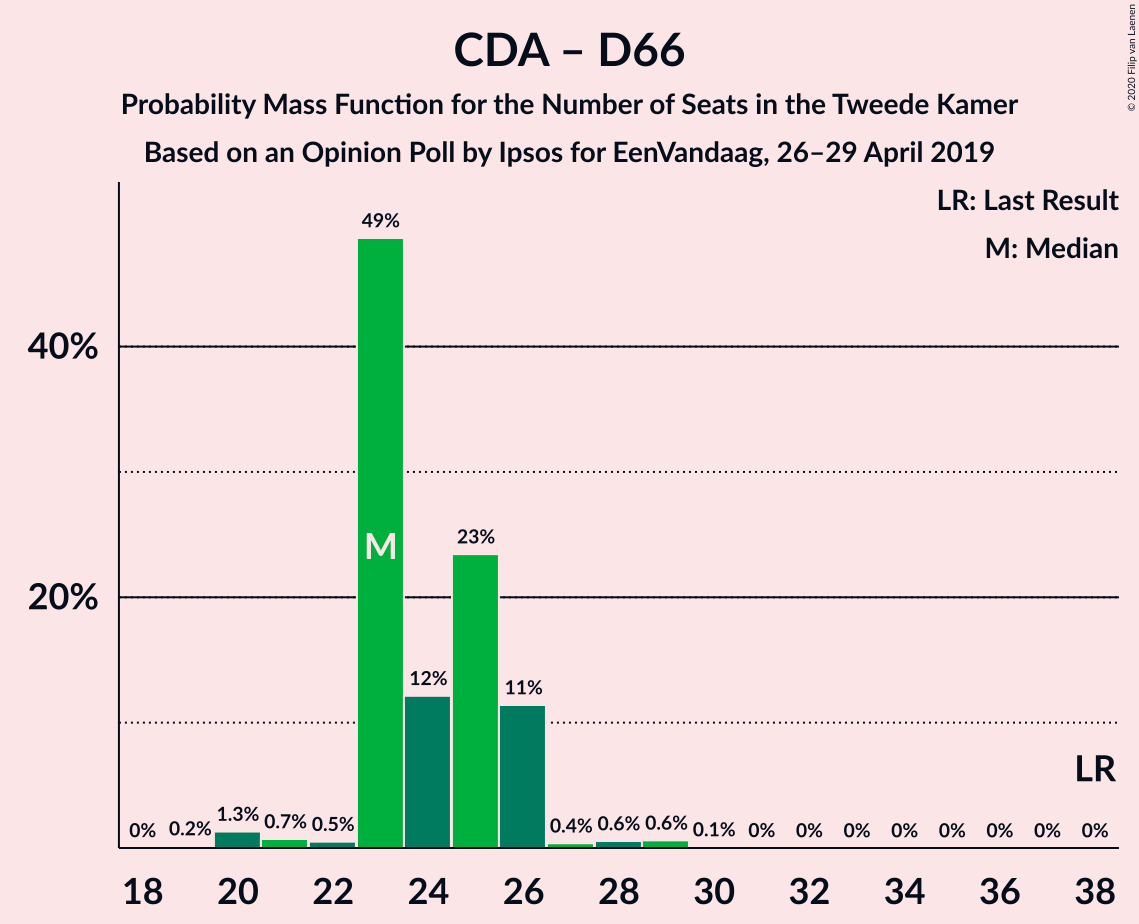 CDA – D66
Probability Mass Function for the Number of Seats in the Tweede Kamer
Based on an Opinion Poll by Ipsos for EenVandaag, 26–29 April 2019
© 2020 Filip van Laenen
LR: Last Result
M: Median
49%
40%
M
23%
20%
12%
11%
LR
0%
0.2%
1.3%
0.7%
0.5%
0.4%
0.6%
0.6%
0.1%
0%
0%
0%
0%
0%
0%
0%
0%
18 20 22 24 26 28 30 32 34 36 38